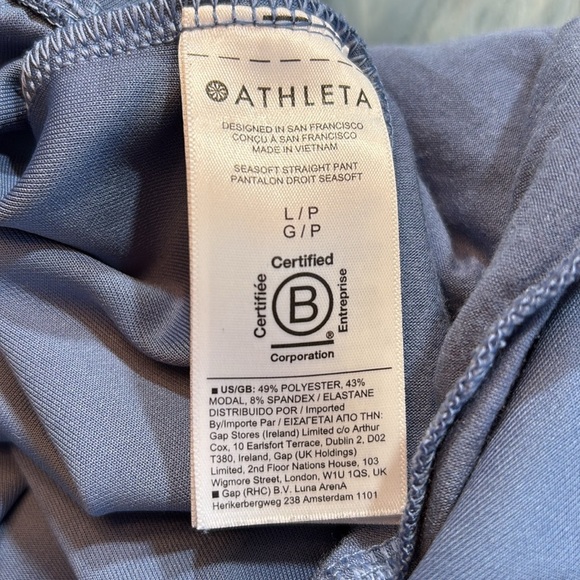 ATHLETA
DESIGNED IN SAN FRANCISCO
CONÇU À SAN FRANCISCO
MADE IN VIETNAM
SEASOFT STRAIGHT PANT
PANTALON DROIT SEASOFT
L / P
G / P
Certified
Certifiée
B
Entreprise
®
Corporation
■ US/GB: 49% POLYESTER, 43%
MODAL, 8% SPANDEX / ELASTANE
DISTRIBUIDO POR / Imported
By/Importe Par / ΕΙΣΑΓΕΤΑΙ ΑΠΟ ΤΗΝ:
Gap Stores (Ireland) Limited c/o Arthur
Cox, 10 Earlsfort Terrace, Dublin 2, D02
T380, Ireland, Gap (UK Holdings)
Limited, 2nd Floor Nations House, 103
Wigmore Street, London, W1U 1QS, UK
■ Gap (RHC) B.V. Luna ArenA
Herikerbergweg 238 Amsterdam 1101